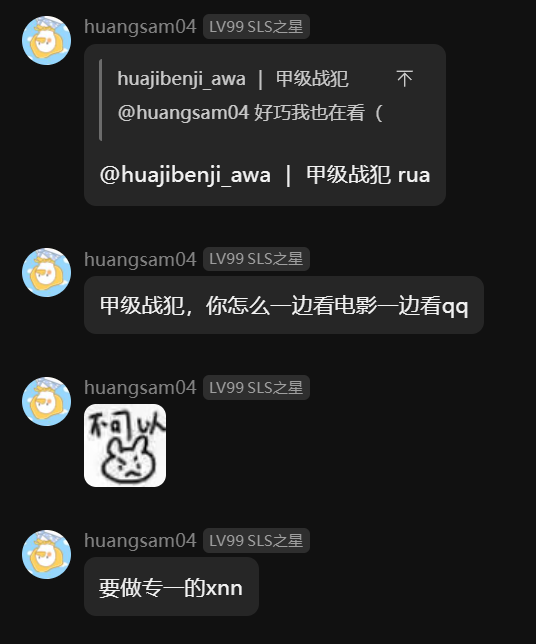 huangsam04 LV99 SLS之星
huajibenji_awa ｜ 甲级战犯
@huangsam04 好巧我也在看（
@huajibenji_awa ｜ 甲级战犯 rua
huangsam04 LV99 SLS之星
甲级战犯，你怎么一边看电影一边看qq
huangsam04 LV99 SLS之星
不可以
huangsam04 LV99 SLS之星
要做专一的xnn